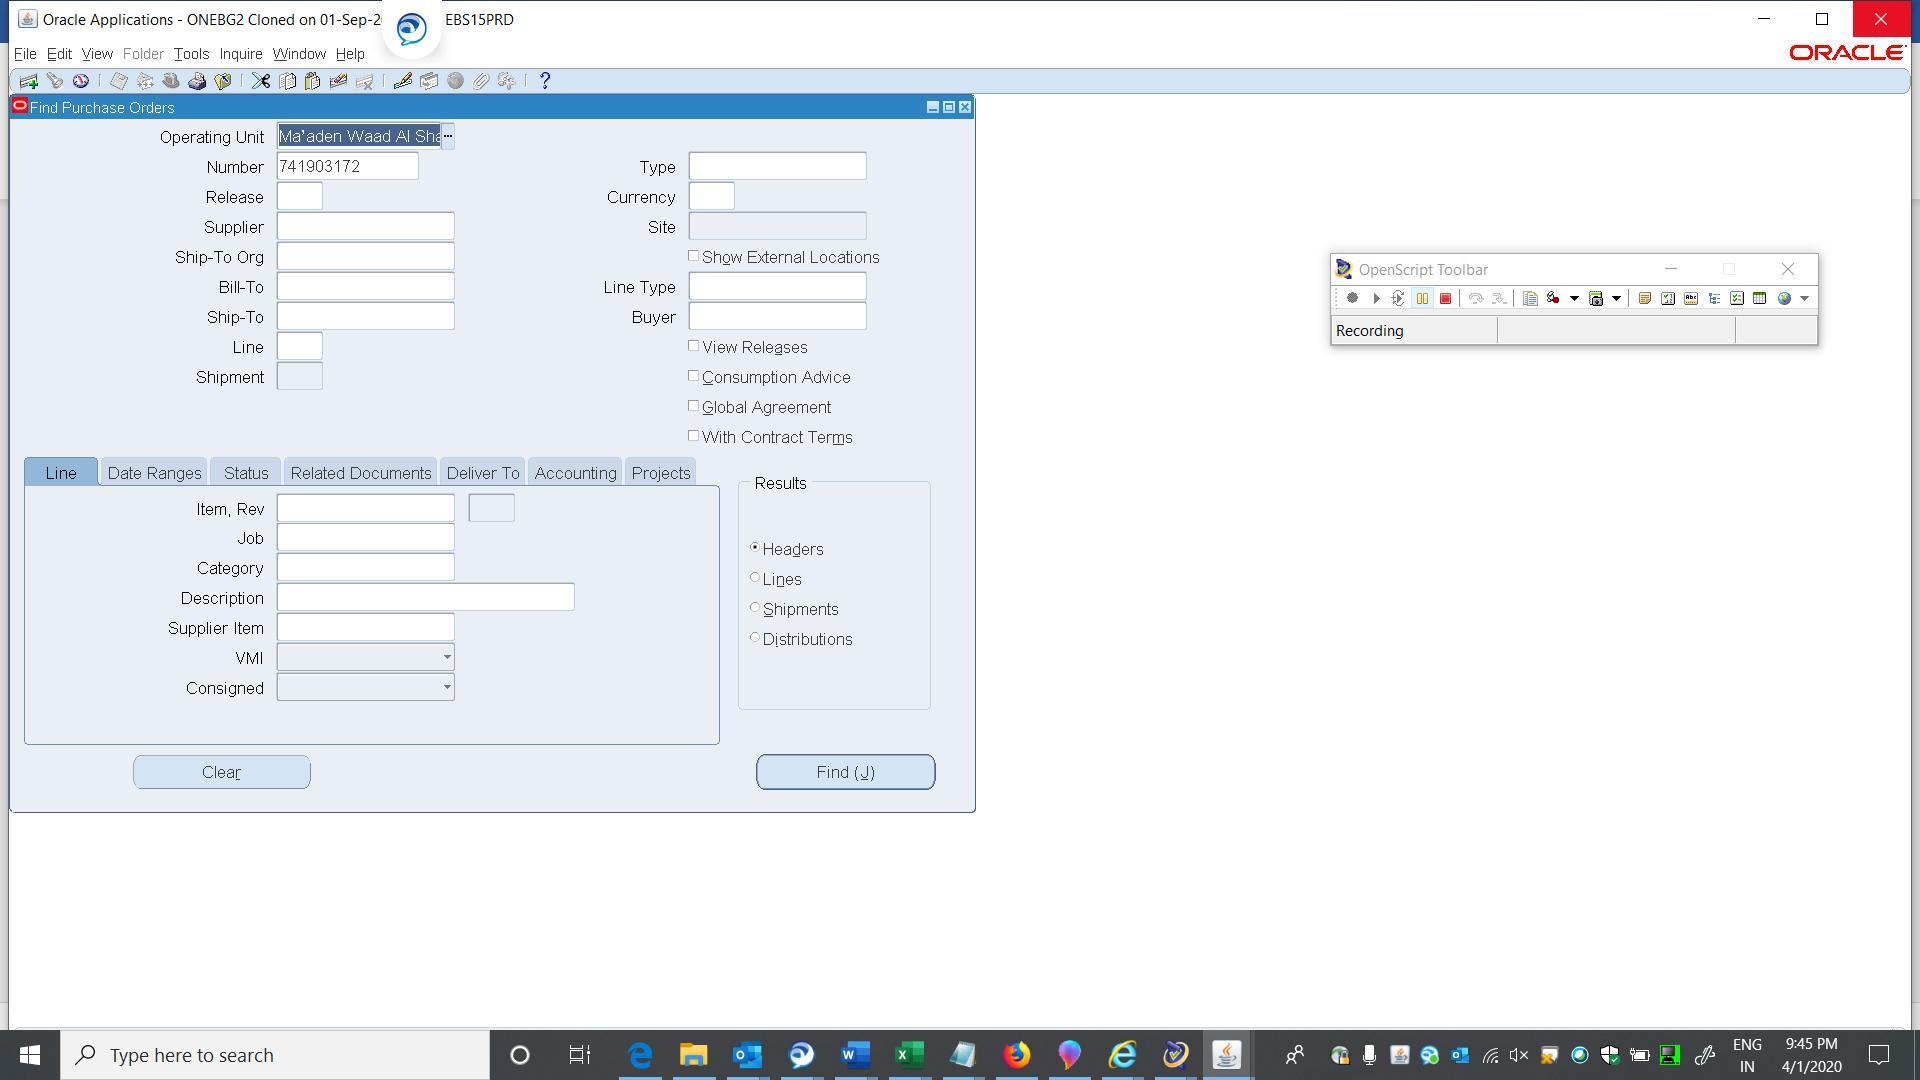 Oracle Applications - ONEBG2 Cloned on 01-Sep-2
EBS15PRD
File Edit View Folder Tools Inquire Window Help
ORACLE
Find Purchase Orders
Operating Unit Ma'aden Waad Al Sha
Number 741903172
Type
Release
Currency
Supplier
Site
Ship-To Org
Show External Locations
Bill-To
Line Type
Ship-To
Buyer
Line
View Releases
Shipment
Consumption Advice
Global Agreement
With Contract Terms
Line Date Ranges Status Related Documents Deliver To Accounting Projects
Results
Item, Rev
Job
Headers
Category
Lines
Description
Shipments
Supplier Item
Distributions
VMI
Consigned
Clear
Find (J)
OpenScript Toolbar
Recording
Type here to search
ENG
IN
9:45 PM
4/1/2020